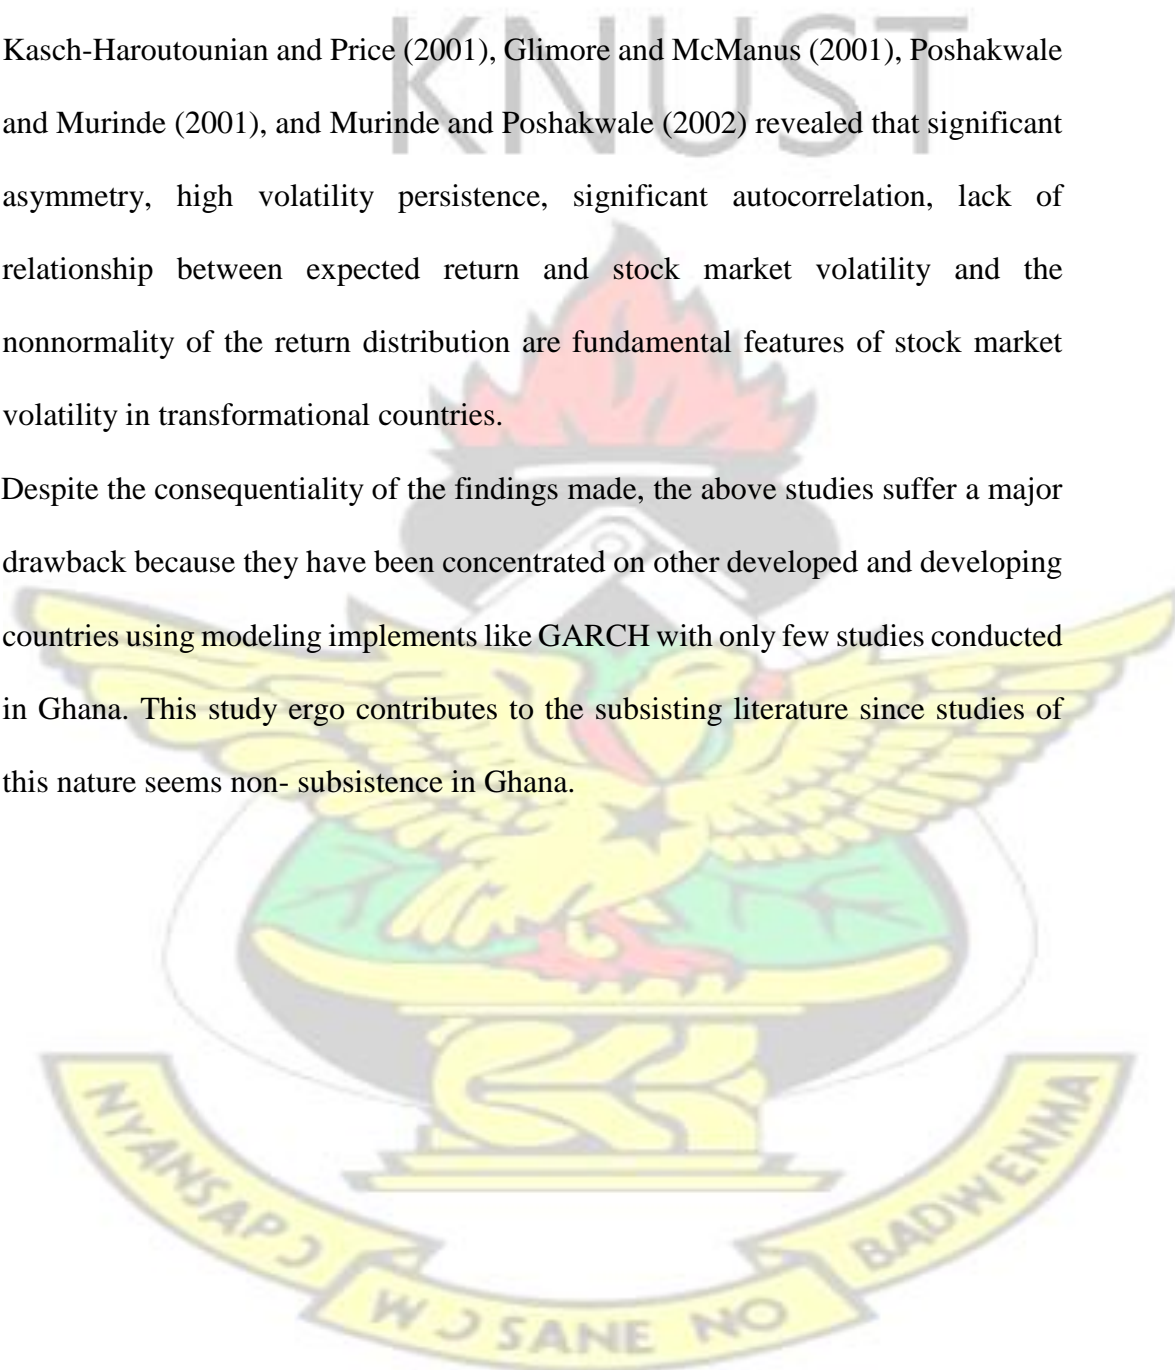 KNUST
Kasch-Haroutounian and Price (2001), Glimore and McManus (2001), Poshakwale
and Murinde (2001), and Murinde and Poshakwale (2002) revealed that significant
asymmetry, high volatility persistence, significant autocorrelation, lack of
relationship between expected return and stock market volatility and the
nonnormality of the return distribution are fundamental features of stock market
volatility in transformational countries.
Despite the consequentiality of the findings made, the above studies suffer a major
drawback because they have been concentrated on other developed and developing
countries using modeling implements like GARCH with only few studies conducted
in Ghana. This study ergo contributes to the subsisting literature since studies of
this nature seems non- subsistence in Ghana.
NYANSAPƆ
WƆ SANE NO
BADWENMA